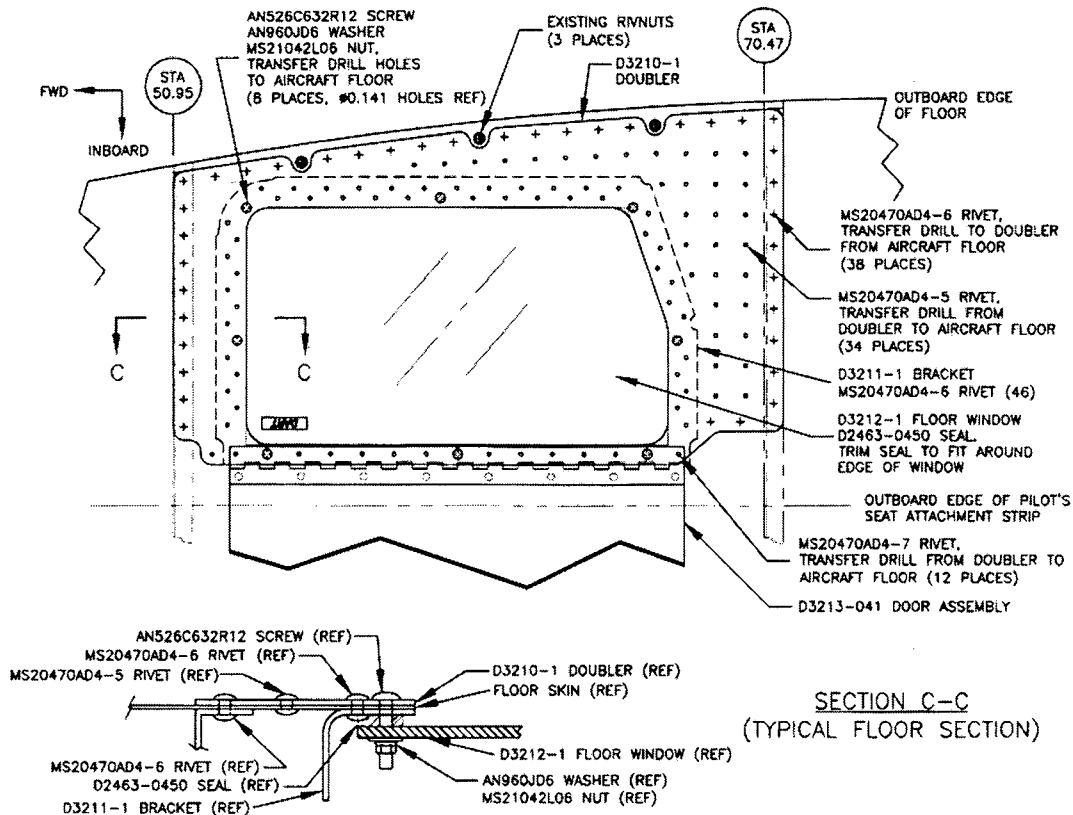 AN526C632R12 SCREW
AN960JD6 WASHER
MS21042L06 NUT,
TRANSFER DRILL HOLES
TO AIRCRAFT FLOOR
(8 PLACES, ø0.141 HOLES REF)
EXISTING RIVNUTS
(3 PLACES)
D3210-1
DOUBLER
STA
70.47
STA
50.95
FWD
INBOARD
OUTBOARD EDGE
OF FLOOR
MS20470AD4-6 RIVET,
TRANSFER DRILL TO DOUBLER
FROM AIRCRAFT FLOOR
(38 PLACES)
MS20470AD4-5 RIVET,
TRANSFER DRILL FROM
DOUBLER TO AIRCRAFT FLOOR
(34 PLACES)
C
C
D3211-1 BRACKET
MS20470AD4-6 RIVET (46)
D3212-1 FLOOR WINDOW
D2463-0450 SEAL.
TRIM SEAL TO FIT AROUND
EDGE OF WINDOW
OUTBOARD EDGE OF PILOT'S
SEAT ATTACHMENT STRIP
MS20470AD4-7 RIVET,
TRANSFER DRILL FROM DOUBLER TO
AIRCRAFT FLOOR (12 PLACES)
D3213-041 DOOR ASSEMBLY
AN526C632R12 SCREW (REF)
MS20470AD4-6 RIVET (REF)
MS20470AD4-5 RIVET (REF)
D3210-1 DOUBLER (REF)
FLOOR SKIN (REF)
MS20470AD4-6 RIVET (REF)
D2463-0450 SEAL (REF)
D3211-1 BRACKET (REF)
D3212-1 FLOOR WINDOW (REF)
AN960JD6 WASHER (REF)
MS21042L06 NUT (REF)
SECTION C-C
(TYPICAL FLOOR SECTION)